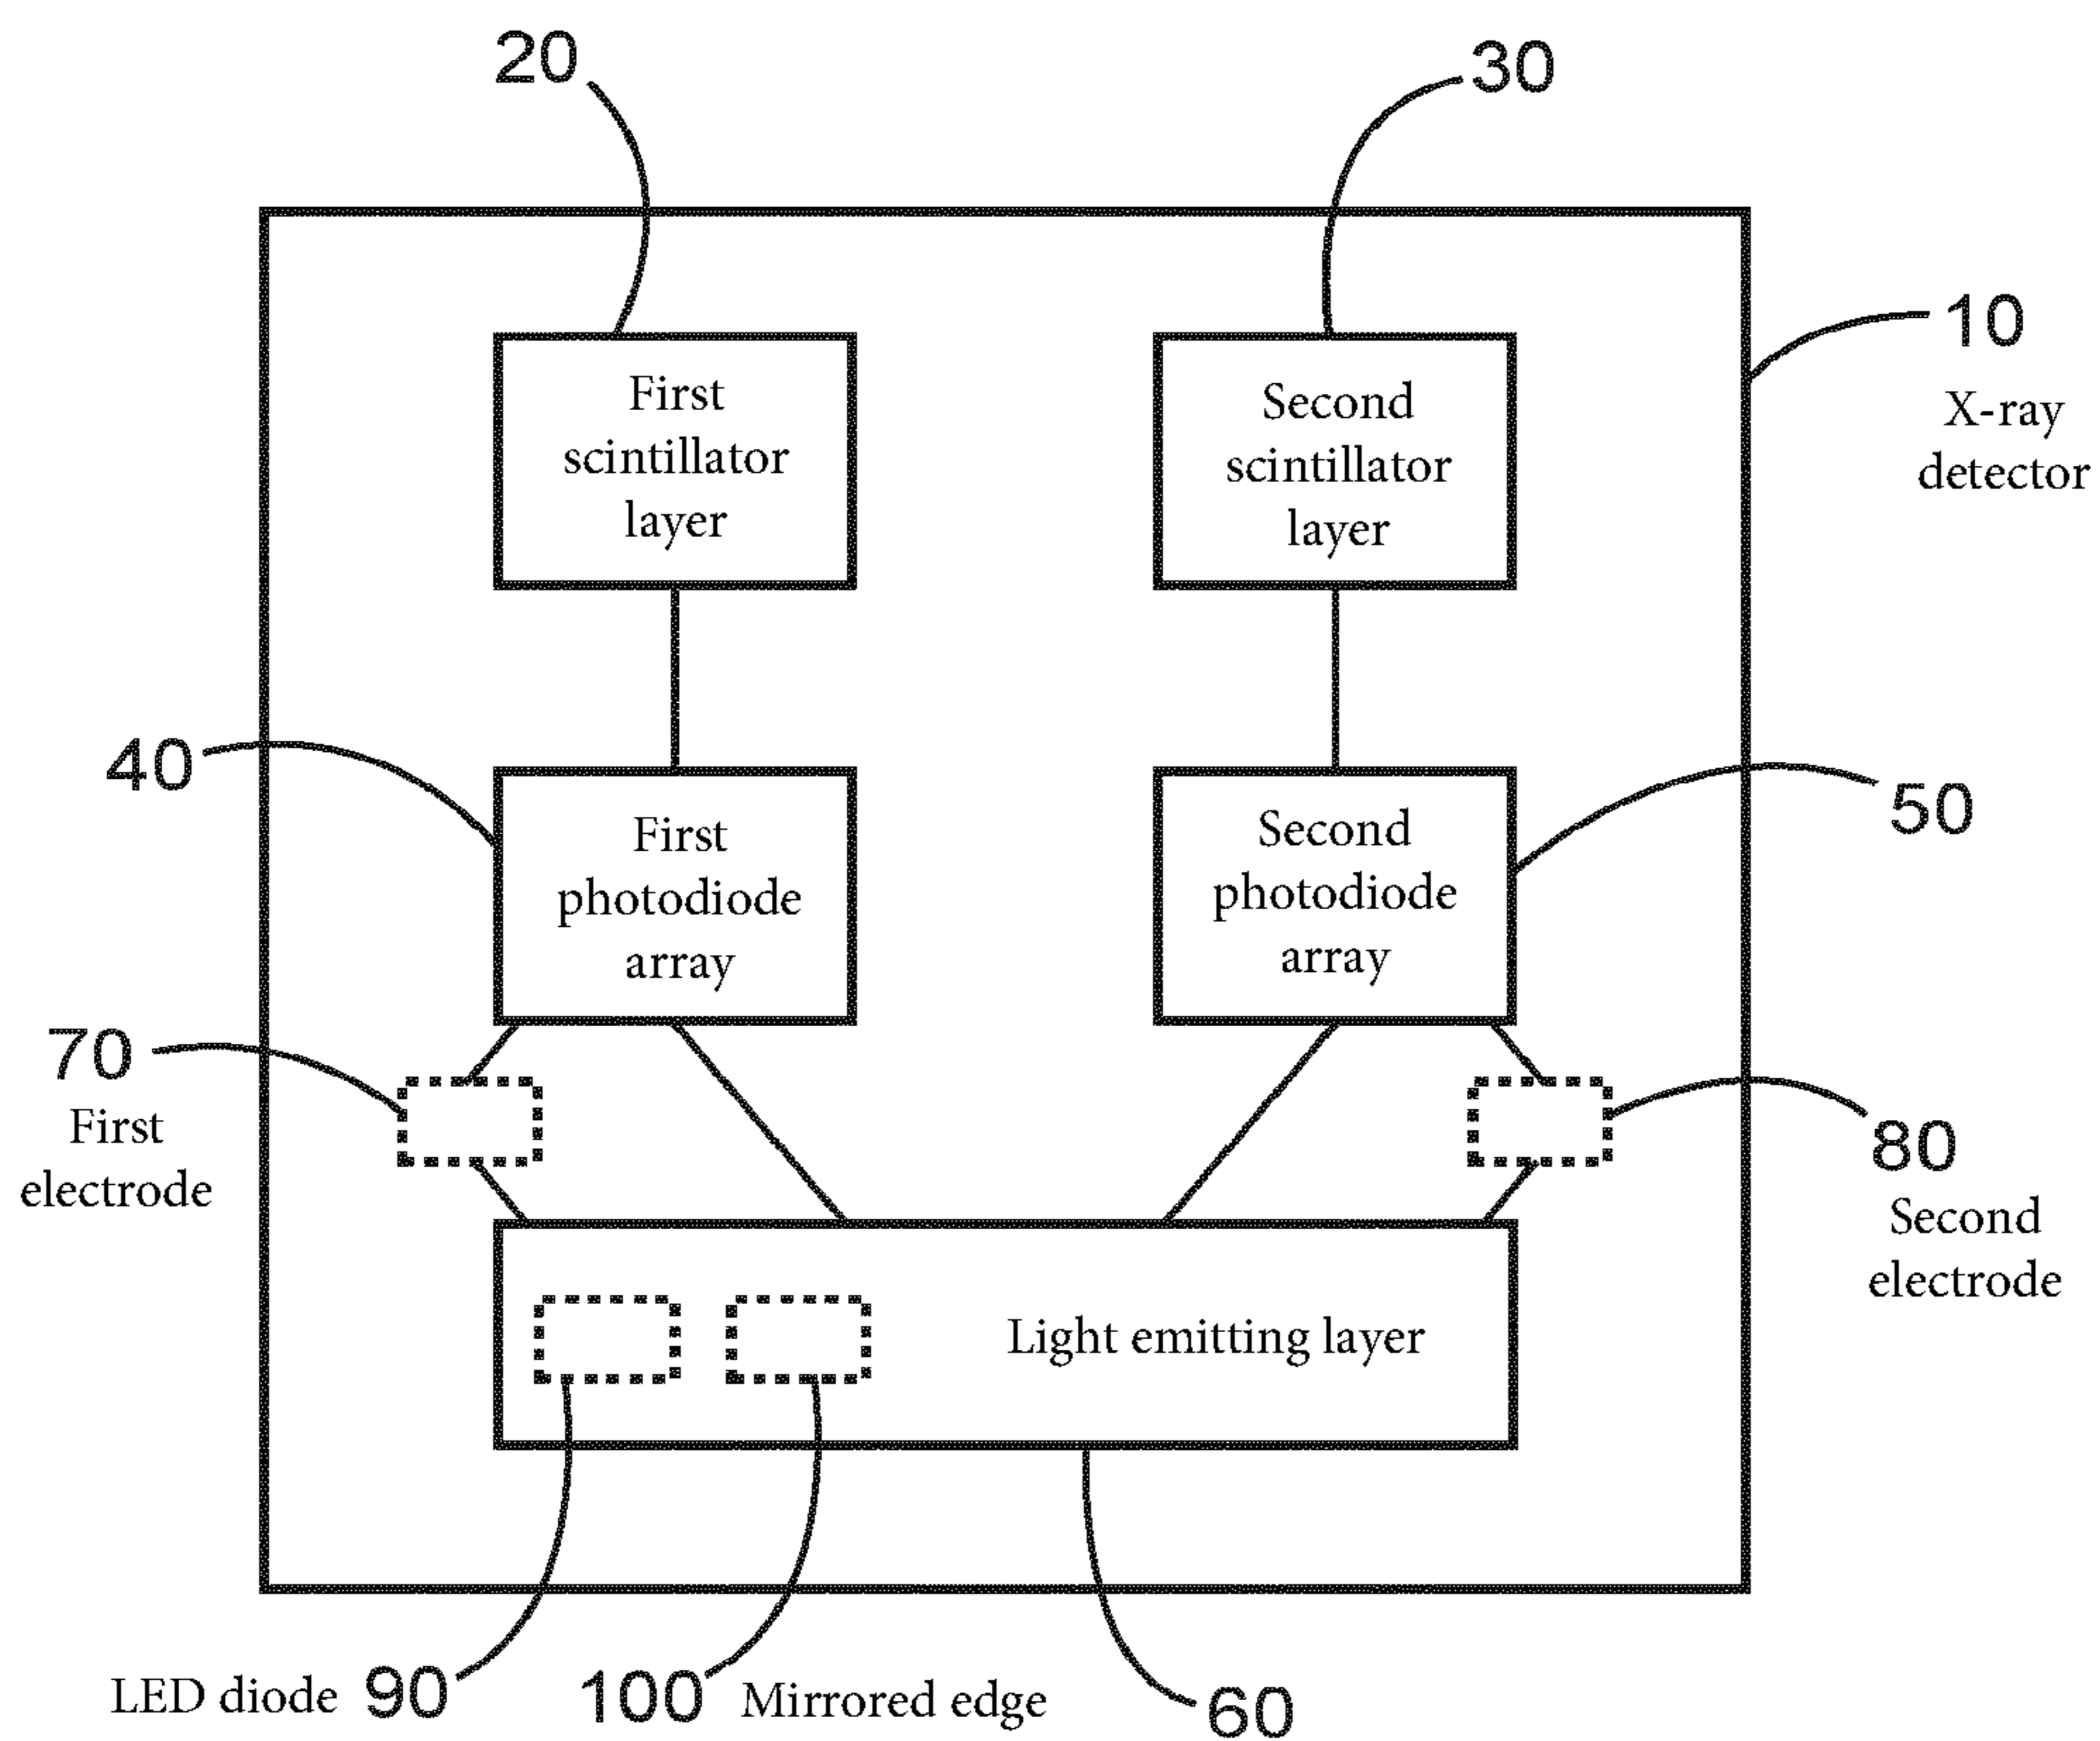 20
30
10
X-ray
detector
First
scintillator
layer
Second
scintillator
layer
40
First
photodiode
array
Second
photodiode
array
50
70
First
electrode
80
Second
electrode
Light emitting layer
LED diode 90
100 Mirrored edge
60